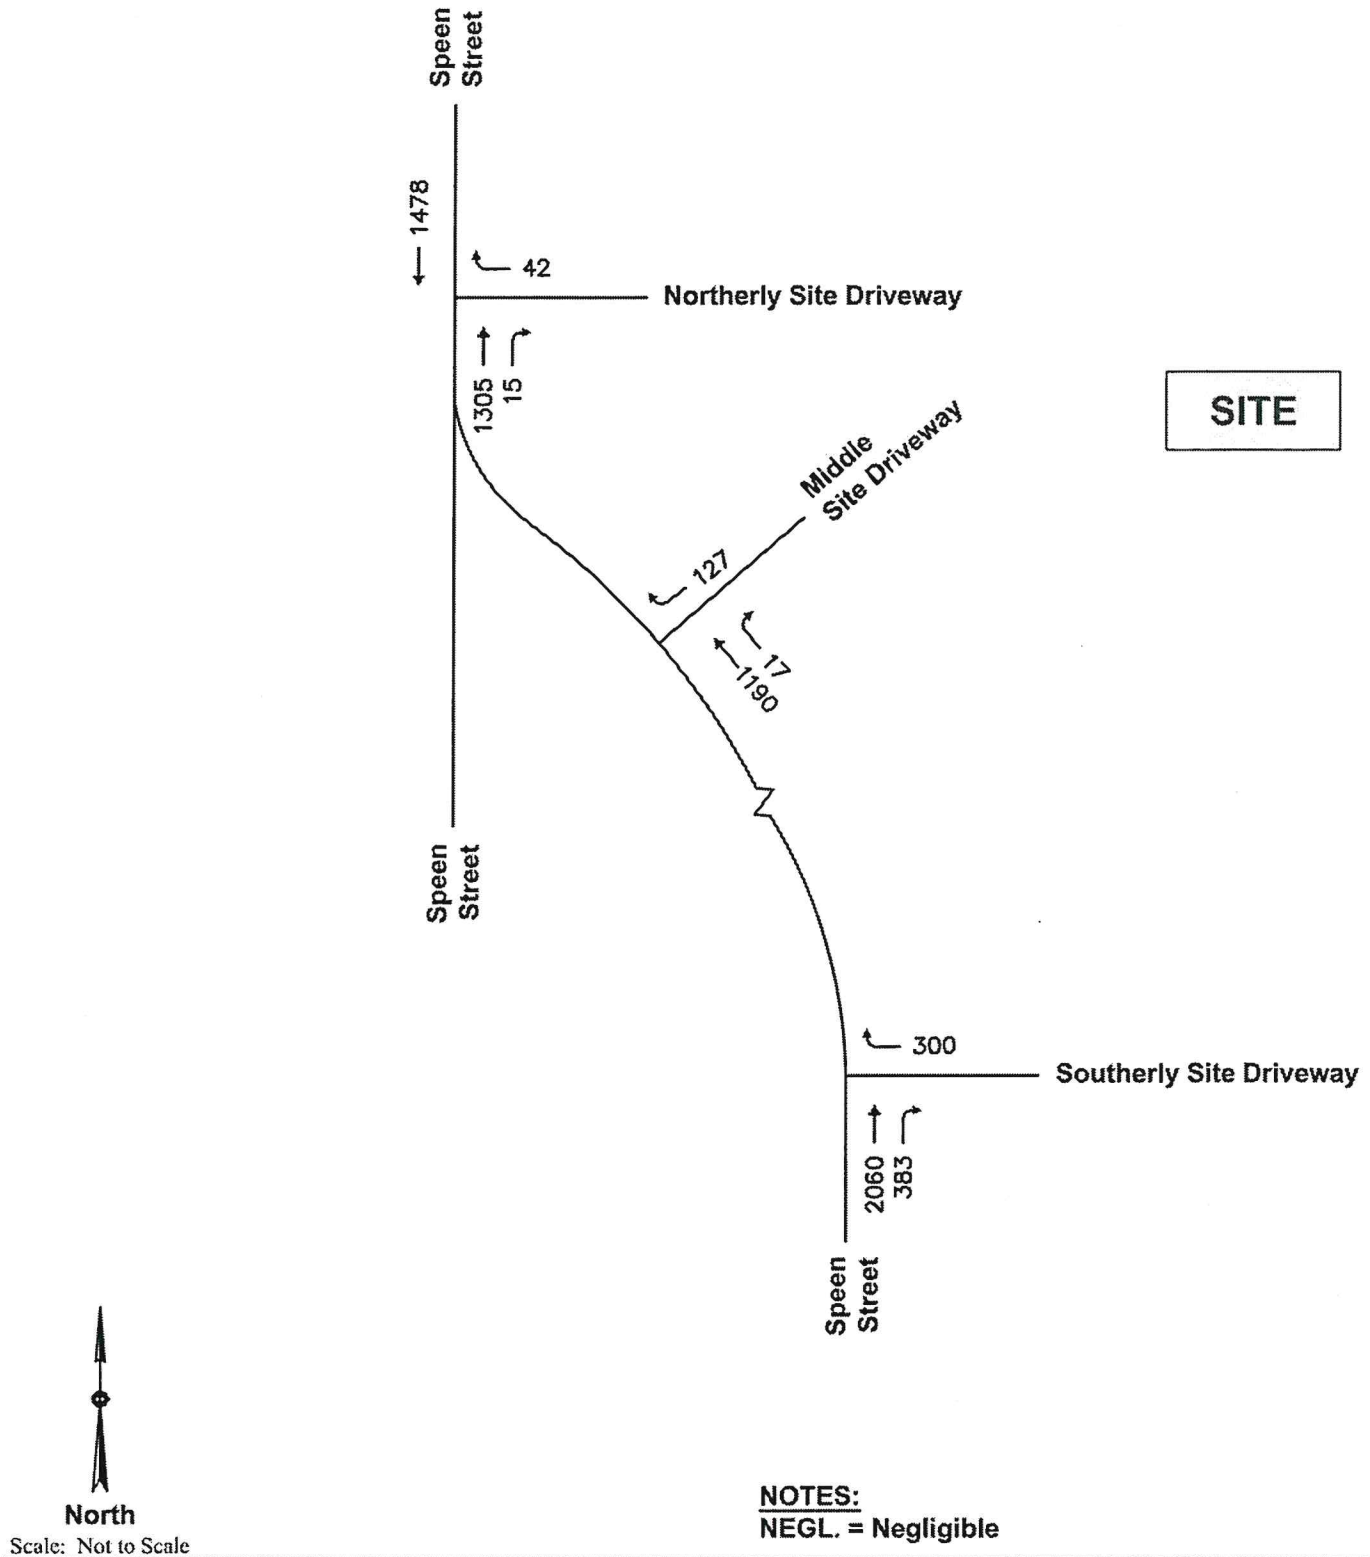 Speen
Street
1478
42
Northerly Site Driveway
1305
15
SITE
Middle
Site Driveway
127
17
1190
Speen
Street
300
Southerly Site Driveway
2060
383
Speen
Street
North
Scale: Not to Scale
NOTES:
NEGL. = Negligible